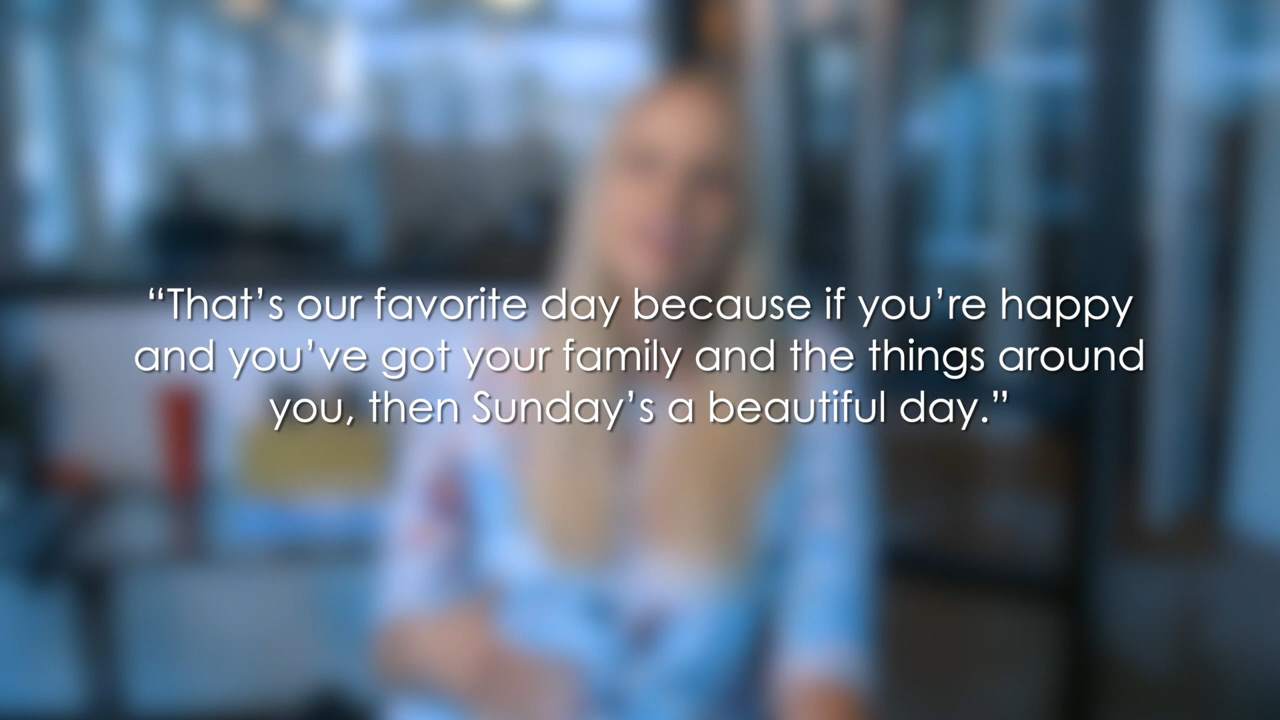 “That’s our favorite day because if you’re happy
and you’ve got your family and the things around
you, then Sunday’s a beautiful day.”